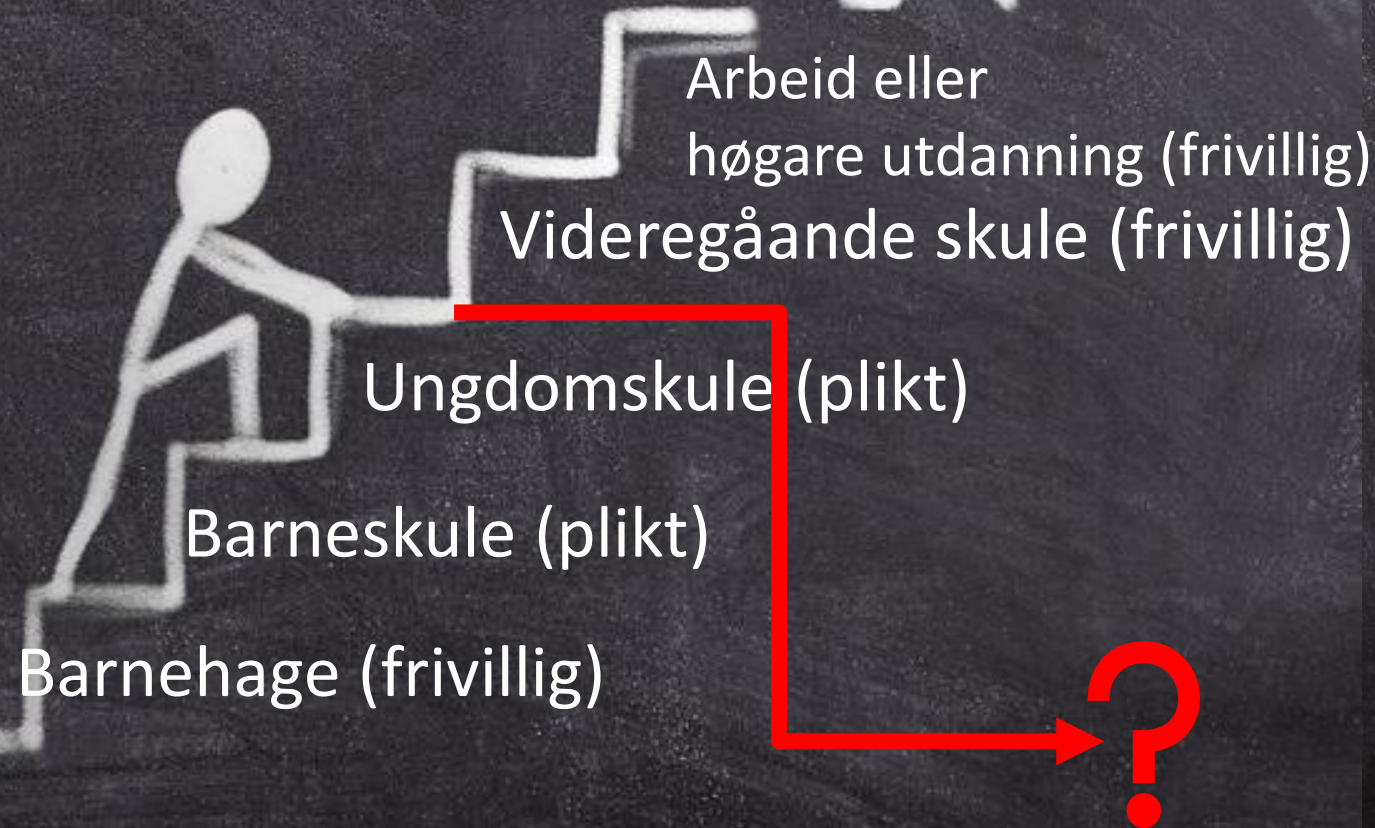 Arbeid eller
høgare utdanning (frivillig)
Videregåande skule (frivillig)
Ungdomskule (plikt)
Barneskule (plikt)
Barnehage (frivillig)
?